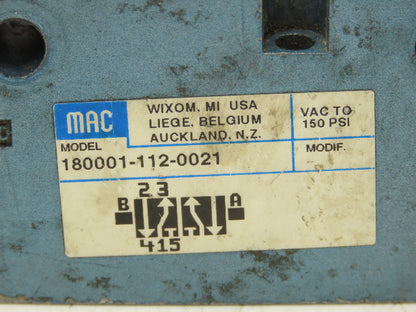 MAC
WIXOM, MI USA
LIEGE, BELGIUM
AUCKLAND, N.Z.
VAC TO
150 PSI
MODEL
180001-112-0021
MODIF.
2 3
B A
4 1 5